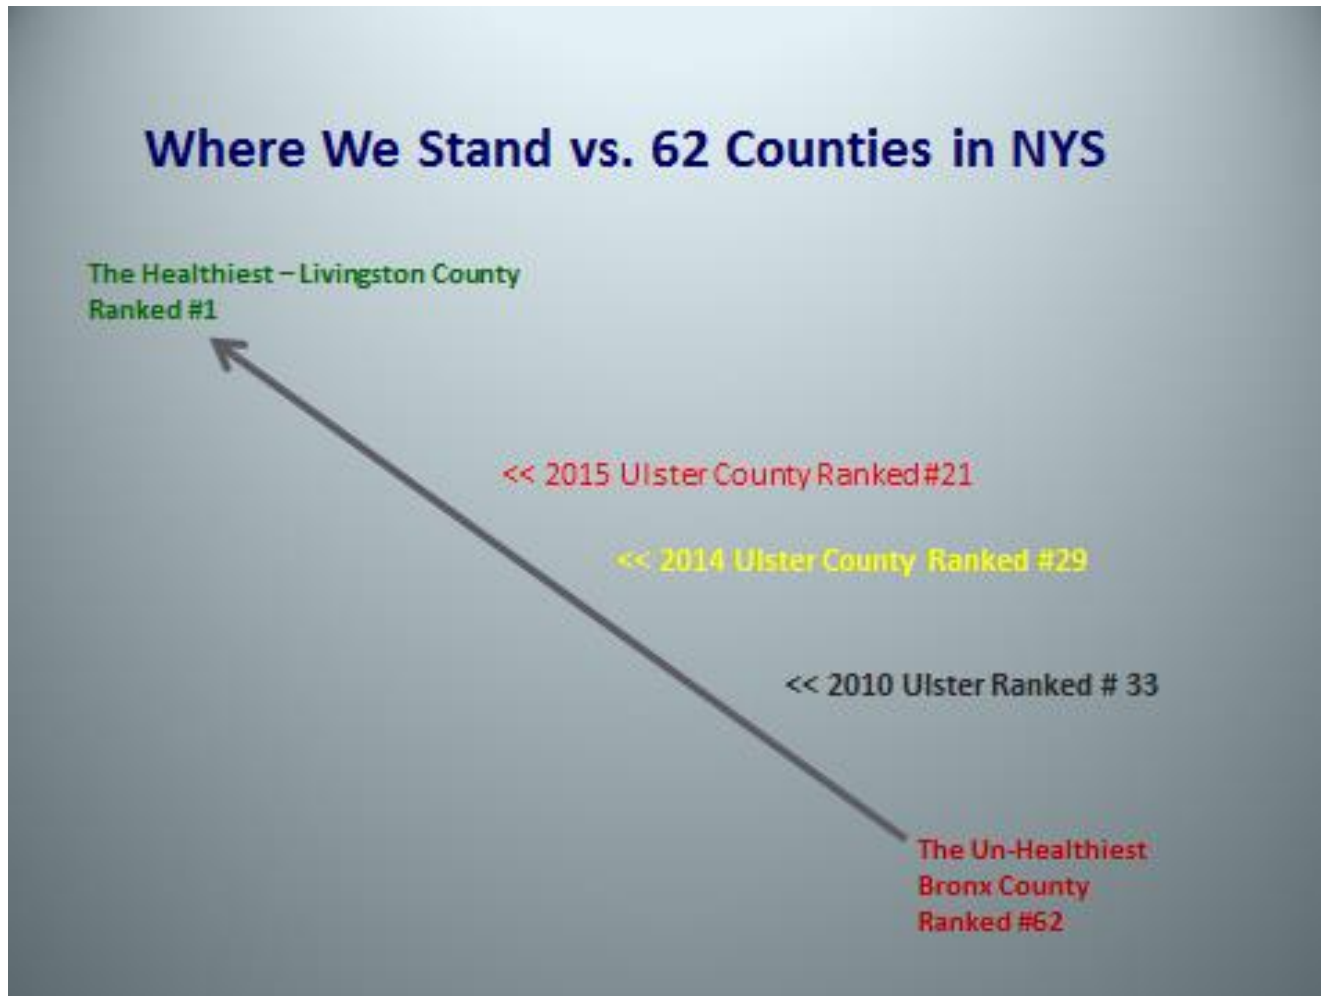 Where We Stand vs. 62 Counties in NYS
The Healthiest – Livingston County
Ranked #1
<< 2015 Ulster County Ranked #21
<< 2014 Ulster County Ranked #29
<< 2010 Ulster Ranked # 33
The Un-Healthiest
Bronx County
Ranked #62